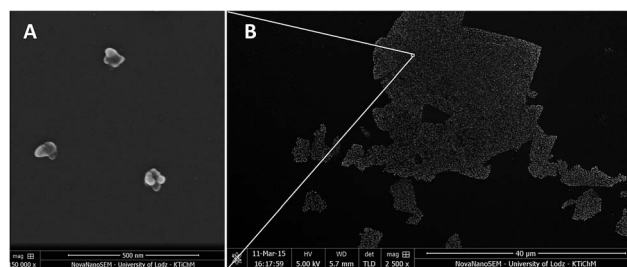 A
B
mag
50 000 x
500 nm
NovaNanoSEM - University of Lodz - KTiChM
11-Mar-15
16:17:59
HV
5.00 kV
WD
5.7 mm
det
TLD
mag
2 500 x
40 µm
NovaNanoSEM - University of Lodz - KTiChM